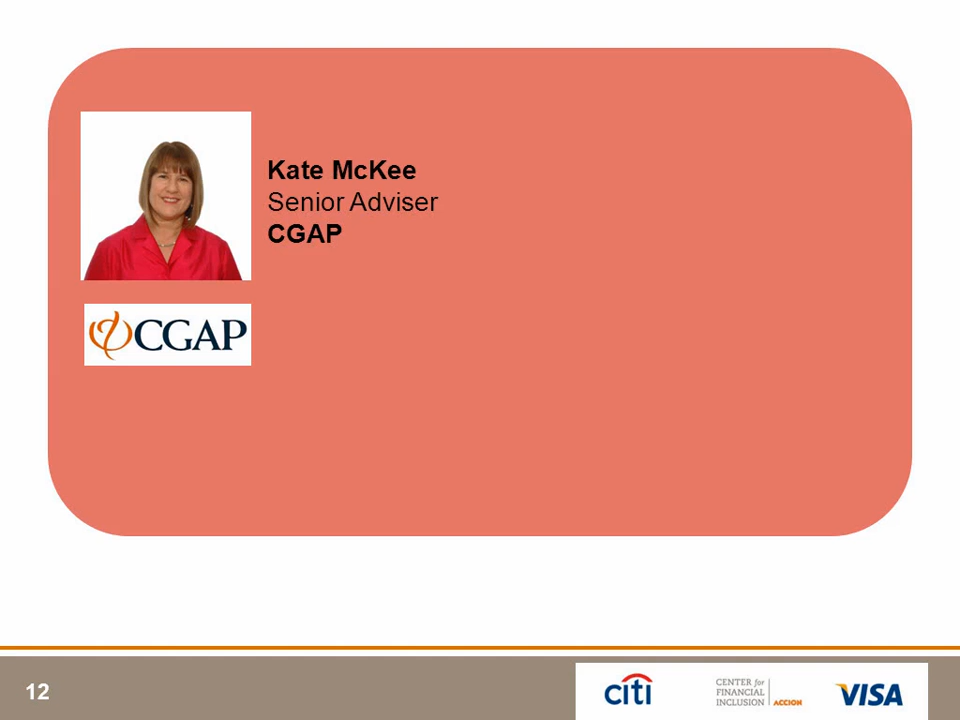 Kate McKee
Senior Adviser
CGAP
CGAP
12
citi
CENTER for
FINANCIAL
INCLUSION
ACCION
VISA